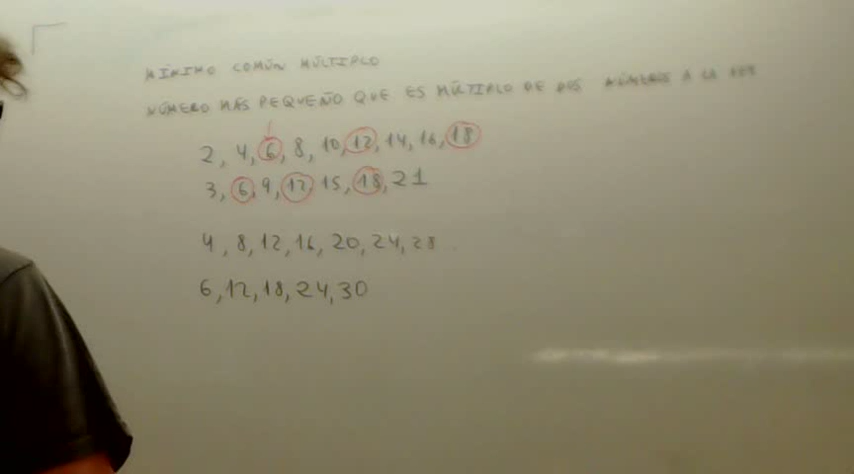 MÍNIMO COMÚN MÚLTIPLO
NÚMERO MÁS PEQUEÑO QUE ES MÚLTIPLO DE DOS NÚMEROS A LA VEZ
2, 4, 6, 8, 10, 12, 14, 16, 18
3, 6, 9, 12, 15, 18, 21
4, 8, 12, 16, 20, 24, 28
6, 12, 18, 24, 30